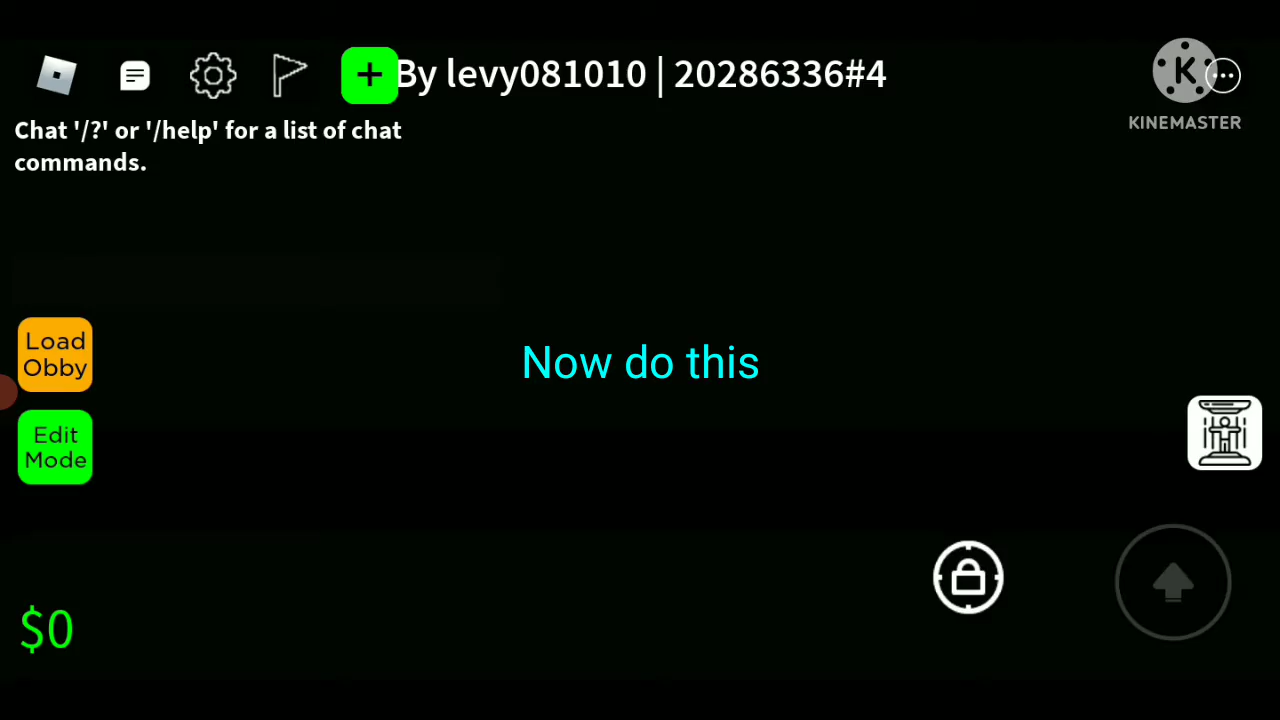 By levy081010 | 20286336#4
KINEMASTER
Chat '/?' or '/help' for a list of chat
commands.
Load
Obby
Now do this
Edit
Mode
$0